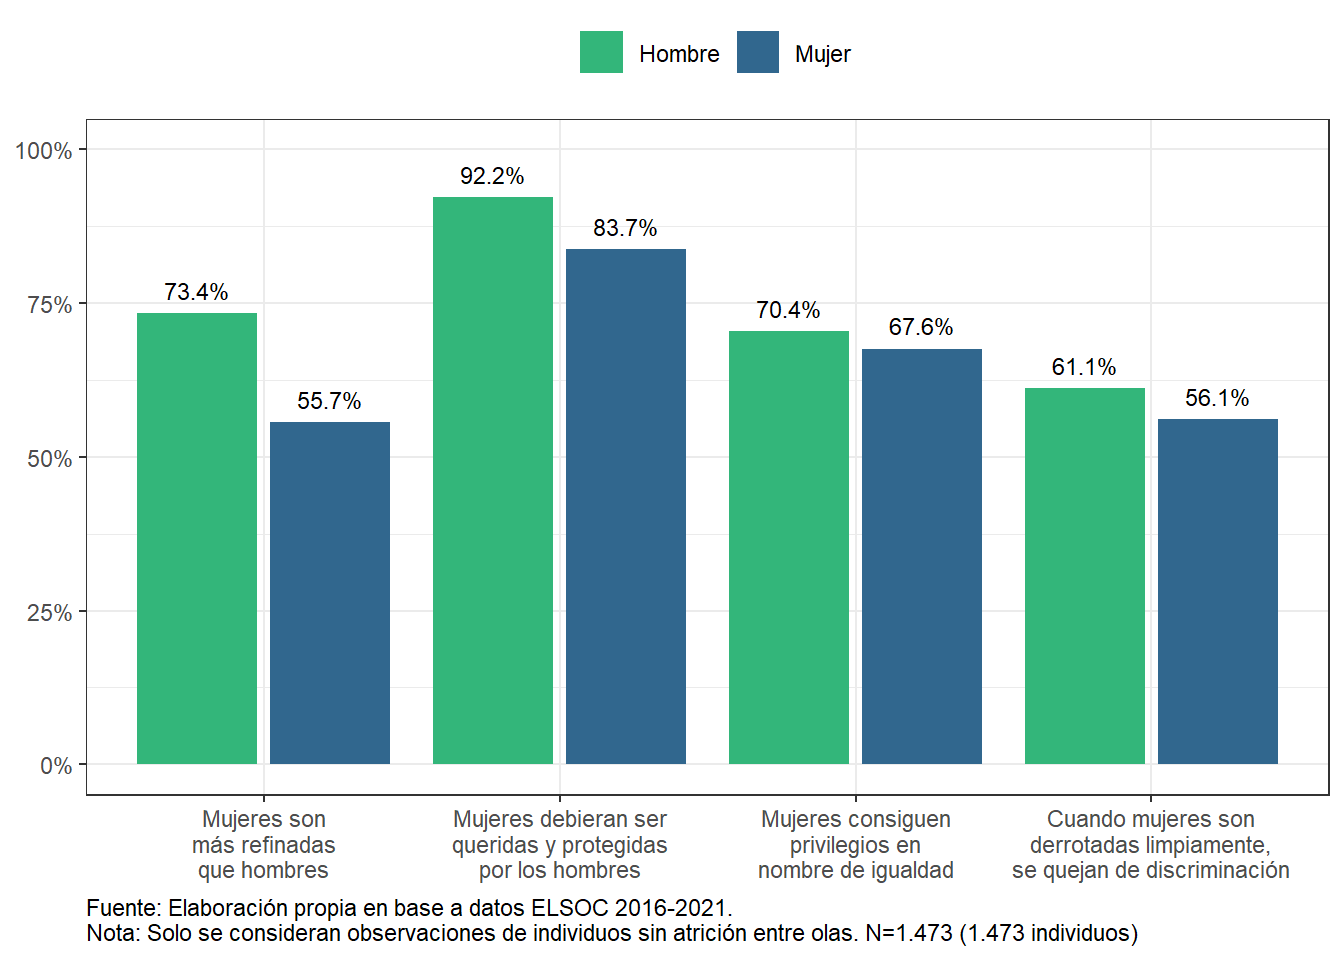 Hombre Mujer
100%
75%
50%
25%
0%
73.4%
55.7%
92.2%
83.7%
70.4%
67.6%
61.1%
56.1%
Mujeres son
más refinadas
que hombres
Mujeres debieran ser
queridas y protegidas
por los hombres
Mujeres consiguen
privilegios en
nombre de igualdad
Cuando mujeres son
derrotadas limpiamente,
se quejan de discriminación
Fuente: Elaboración propia en base a datos ELSOC 2016-2021.
Nota: Solo se consideran observaciones de individuos sin atrición entre olas. N=1.473 (1.473 individuos)